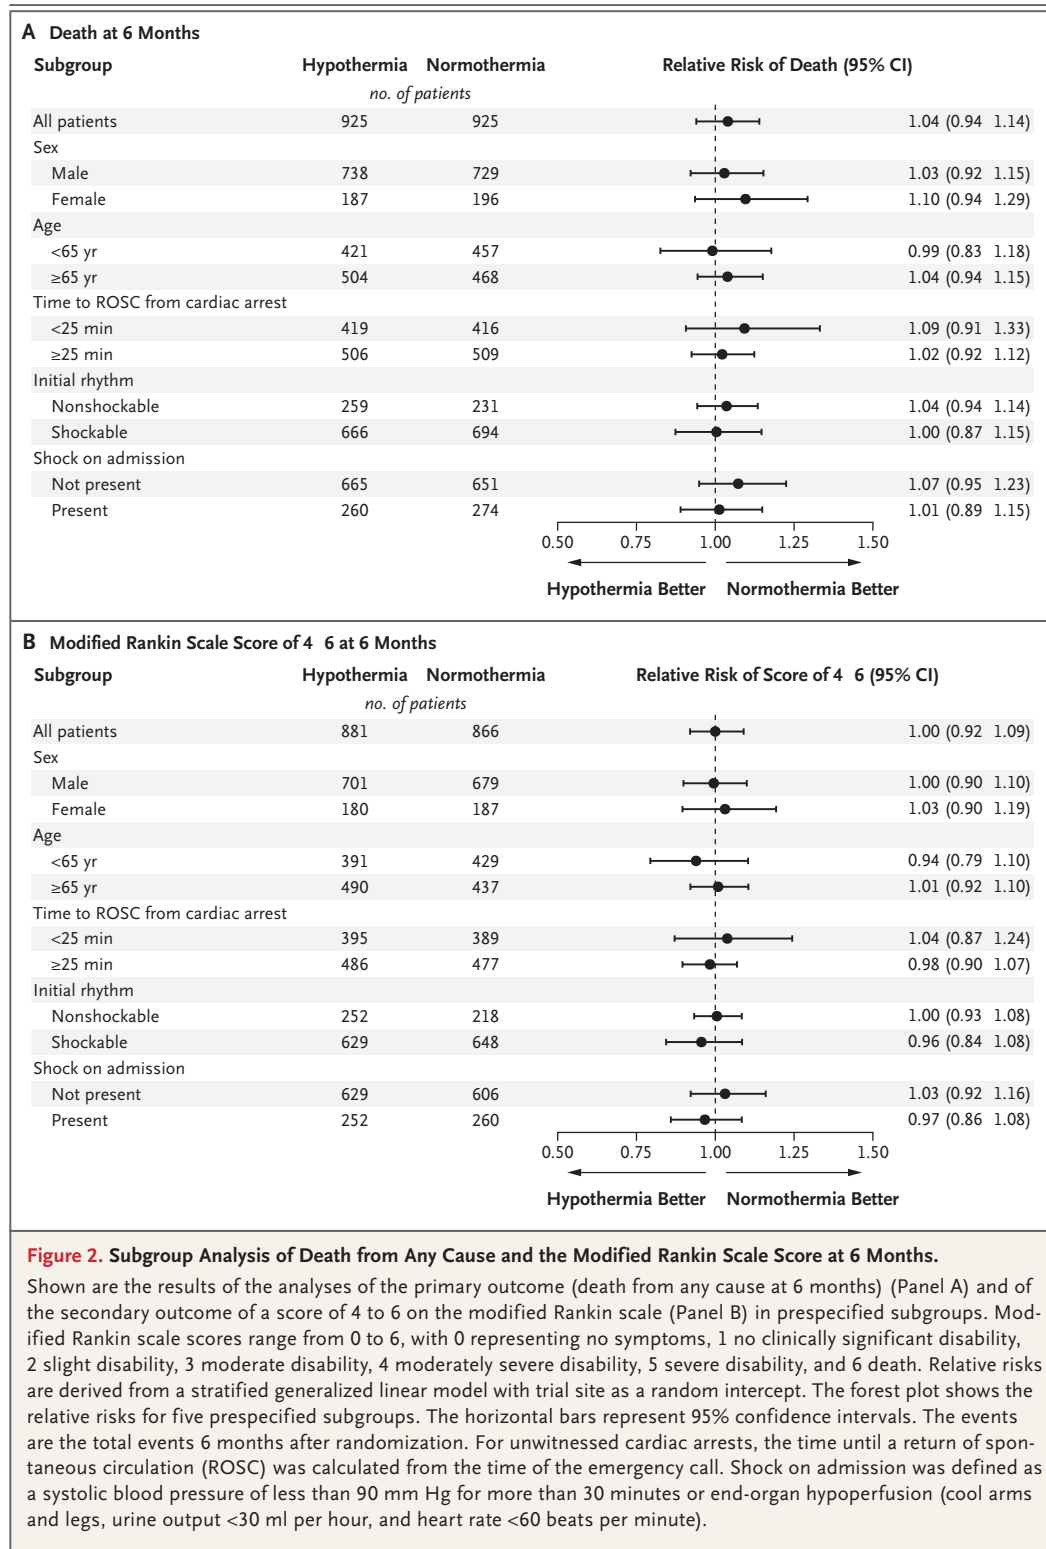 A Death at 6 Months
Subgroup Hypothermia Normothermia Relative Risk of Death (95% CI)
no. of patients
All patients 925 925 1.04 (0.94 1.14)
Sex
Male 738 729 1.03 (0.92 1.15)
Female 187 196 1.10 (0.94 1.29)
Age
<65 yr 421 457 0.99 (0.83 1.18)
≥65 yr 504 468 1.04 (0.94 1.15)
Time to ROSC from cardiac arrest
<25 min 419 416 1.09 (0.91 1.33)
≥25 min 506 509 1.02 (0.92 1.12)
Initial rhythm
Nonshockable 259 231 1.04 (0.94 1.14)
Shockable 666 694 1.00 (0.87 1.15)
Shock on admission
Not present 665 651 1.07 (0.95 1.23)
Present 260 274 1.01 (0.89 1.15)
0.50 0.75 1.00 1.25 1.50
Hypothermia Better Normothermia Better
B Modified Rankin Scale Score of 4 6 at 6 Months
Subgroup Hypothermia Normothermia Relative Risk of Score of 4 6 (95% CI)
no. of patients
All patients 881 866 1.00 (0.92 1.09)
Sex
Male 701 679 1.00 (0.90 1.10)
Female 180 187 1.03 (0.90 1.19)
Age
<65 yr 391 429 0.94 (0.79 1.10)
≥65 yr 490 437 1.01 (0.92 1.10)
Time to ROSC from cardiac arrest
<25 min 395 389 1.04 (0.87 1.24)
≥25 min 486 477 0.98 (0.90 1.07)
Initial rhythm
Nonshockable 252 218 1.00 (0.93 1.08)
Shockable 629 648 0.96 (0.84 1.08)
Shock on admission
Not present 629 606 1.03 (0.92 1.16)
Present 252 260 0.97 (0.86 1.08)
0.50 0.75 1.00 1.25 1.50
Hypothermia Better Normothermia Better
Figure 2. Subgroup Analysis of Death from Any Cause and the Modified Rankin Scale Score at 6 Months.
Shown are the results of the analyses of the primary outcome (death from any cause at 6 months) (Panel A) and of
the secondary outcome of a score of 4 to 6 on the modified Rankin scale (Panel B) in prespecified subgroups. Mod-
ified Rankin scale scores range from 0 to 6, with 0 representing no symptoms, 1 no clinically significant disability,
2 slight disability, 3 moderate disability, 4 moderately severe disability, 5 severe disability, and 6 death. Relative risks
are derived from a stratified generalized linear model with trial site as a random intercept. The forest plot shows the
relative risks for five prespecified subgroups. The horizontal bars represent 95% confidence intervals. The events
are the total events 6 months after randomization. For unwitnessed cardiac arrests, the time until a return of spon-
taneous circulation (ROSC) was calculated from the time of the emergency call. Shock on admission was defined as
a systolic blood pressure of less than 90 mm Hg for more than 30 minutes or end-organ hypoperfusion (cool arms
and legs, urine output <30 ml per hour, and heart rate <60 beats per minute).